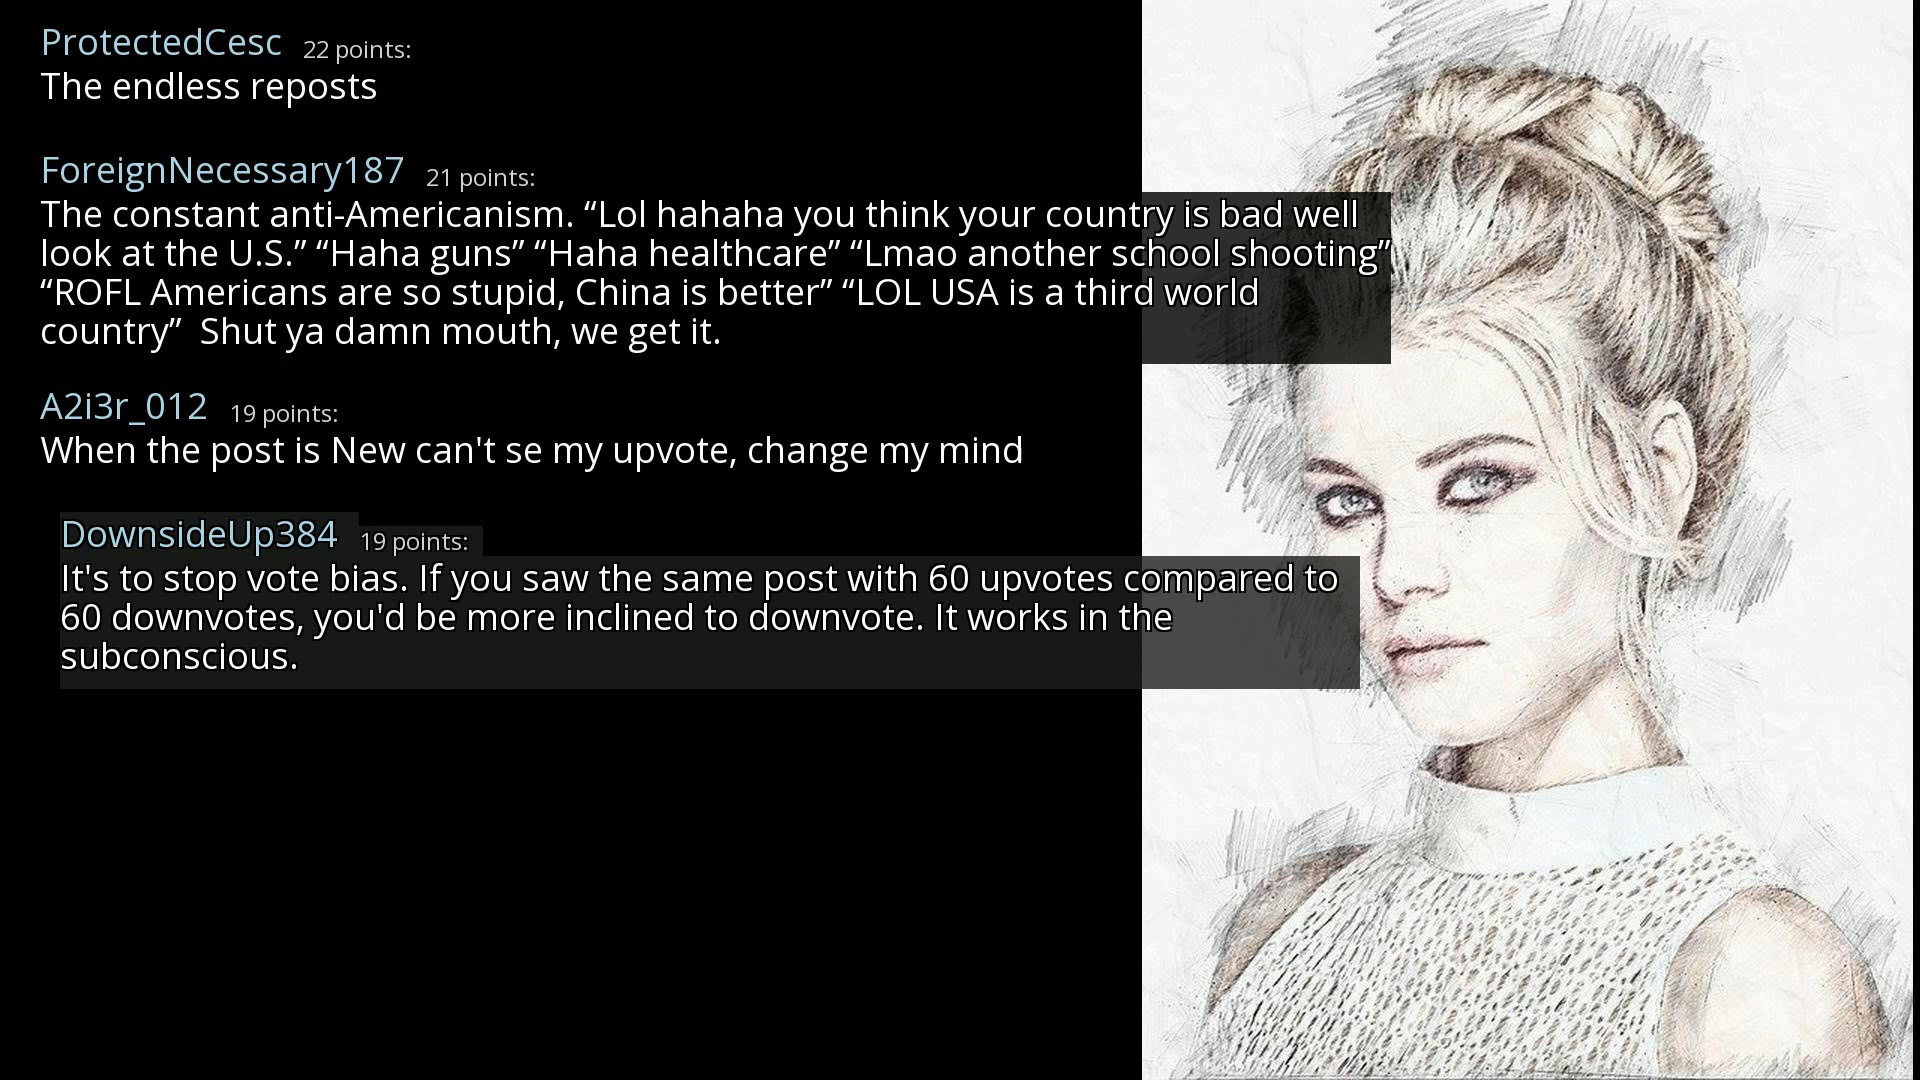 ProtectedCesc 22 points:
The endless reposts
ForeignNecessary187 21 points:
The constant anti-Americanism. “Lol hahaha you think your country is bad well
look at the U.S.” “Haha guns” “Haha healthcare” “Lmao another school shooting”
“ROFL Americans are so stupid, China is better” “LOL USA is a third world
country”  Shut ya damn mouth, we get it.
A2i3r_012 19 points:
When the post is New can't se my upvote, change my mind
DownsideUp384 19 points:
It's to stop vote bias. If you saw the same post with 60 upvotes compared to
60 downvotes, you'd be more inclined to downvote. It works in the
subconscious.